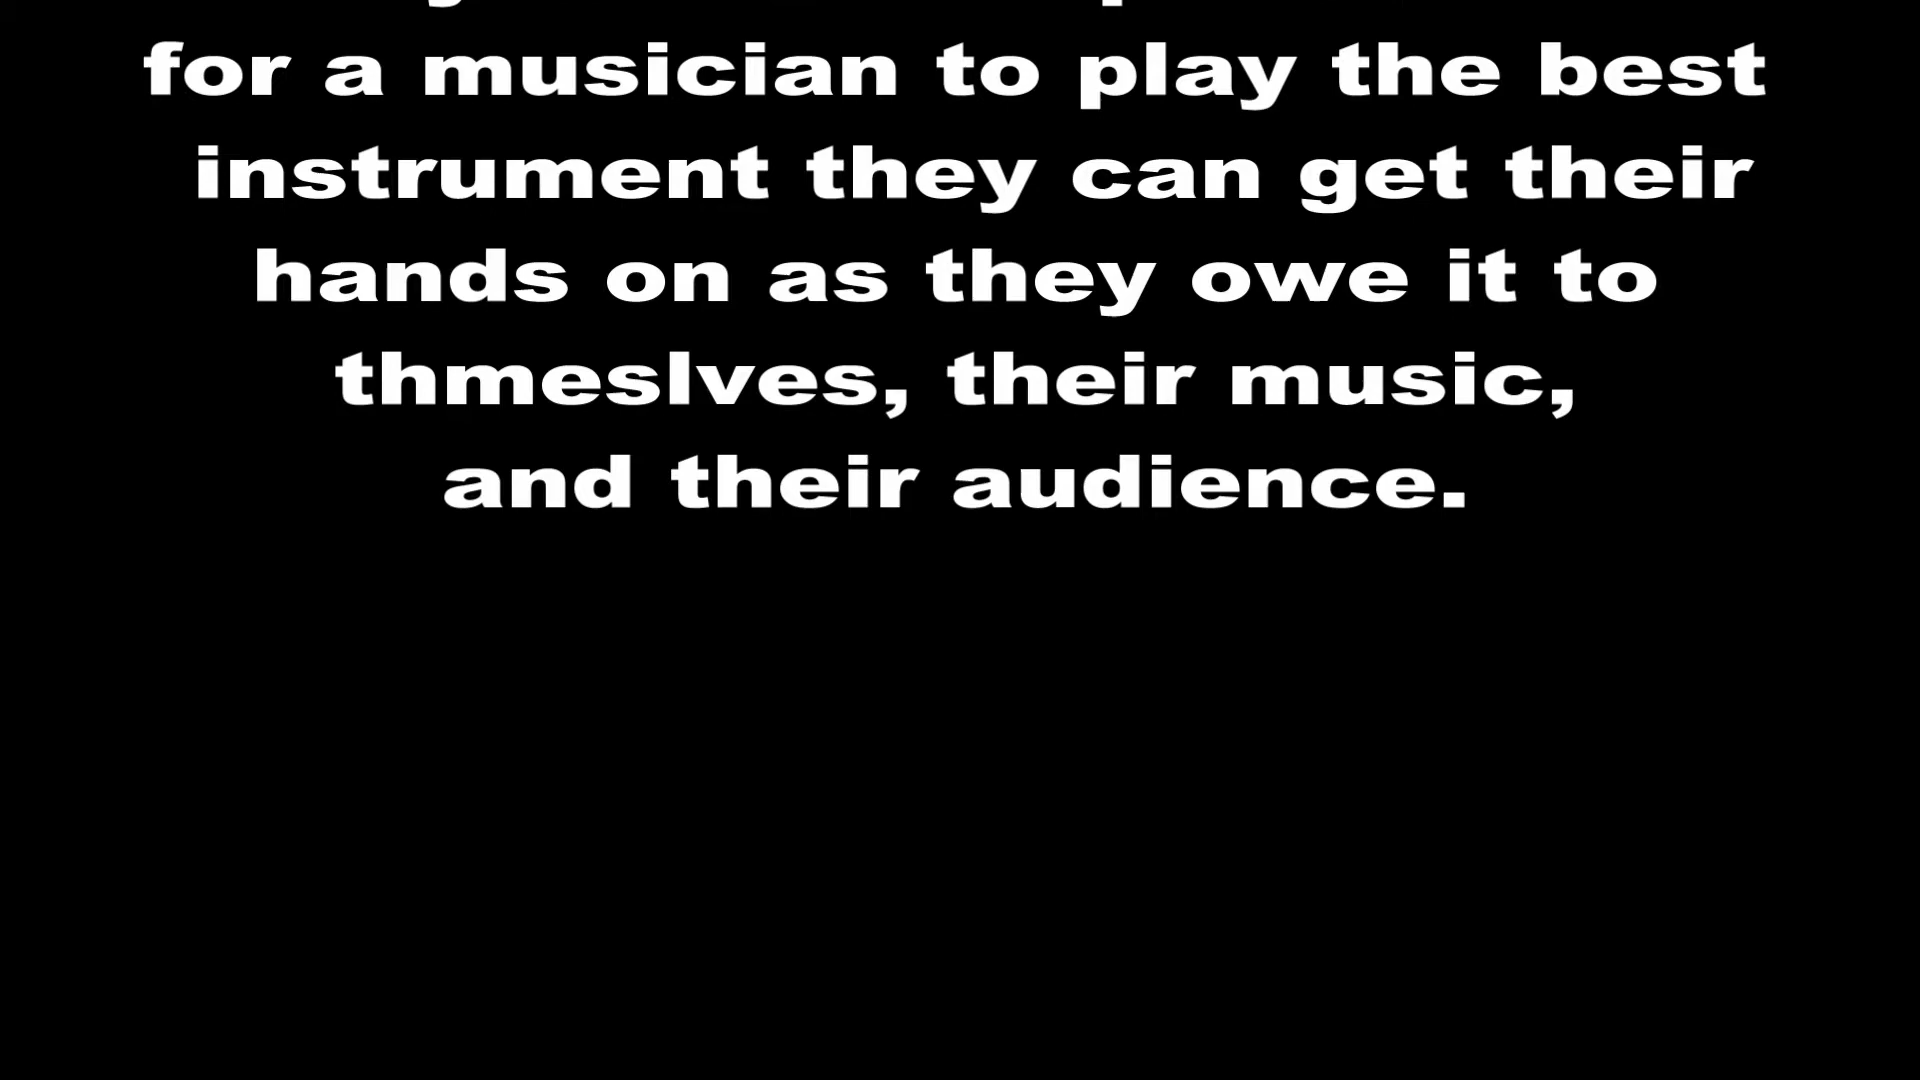 for a musician to play the best
instrument they can get their
hands on as they owe it to
thmeslves, their music,
and their audience.